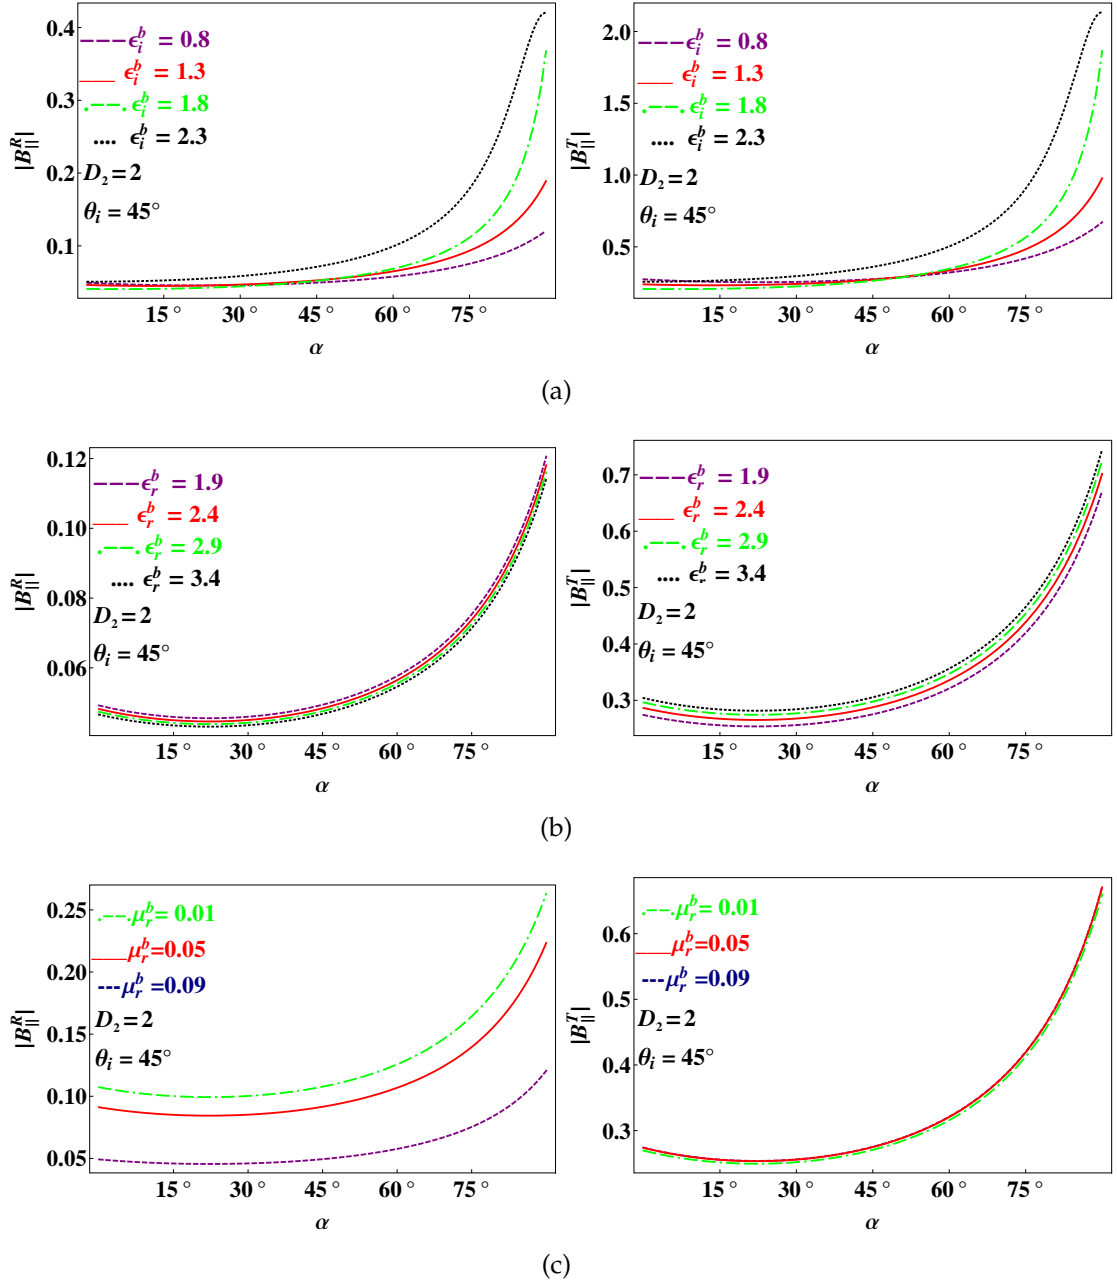 0.4
0.3
0.2
0.1
|B_{||}^R|
ϵ_i^b = 0.8
ϵ_i^b = 1.3
ϵ_i^b = 1.8
.... ϵ_i^b = 2.3
D_2 = 2
θ_i = 45°
15° 30° 45° 60° 75°
α
2.0
1.5
1.0
0.5
|B_{||}^T|
ϵ_i^b = 0.8
ϵ_i^b = 1.3
ϵ_i^b = 1.8
.... ϵ_i^b = 2.3
D_2 = 2
θ_i = 45°
15° 30° 45° 60° 75°
α
(a)
0.12
0.10
0.08
0.06
|B_{||}^R|
ϵ_r^b = 1.9
ϵ_r^b = 2.4
ϵ_r^b = 2.9
.... ϵ_r^b = 3.4
D_2 = 2
θ_i = 45°
15° 30° 45° 60° 75°
α
0.7
0.6
0.5
0.4
0.3
|B_{||}^T|
ϵ_r^b = 1.9
ϵ_r^b = 2.4
ϵ_r^b = 2.9
.... ϵ_r^b = 3.4
D_2 = 2
θ_i = 45°
15° 30° 45° 60° 75°
α
(b)
0.25
0.20
0.15
0.10
0.05
|B_{||}^R|
μ_r^b = 0.01
μ_r^b =0.05
μ_r^b =0.09
D_2 = 2
θ_i = 45°
15° 30° 45° 60° 75°
α
0.6
0.5
0.4
0.3
|B_{||}^T|
μ_r^b = 0.01
μ_r^b =0.05
μ_r^b =0.09
D_2 = 2
θ_i = 45°
15° 30° 45° 60° 75°
α
(c)